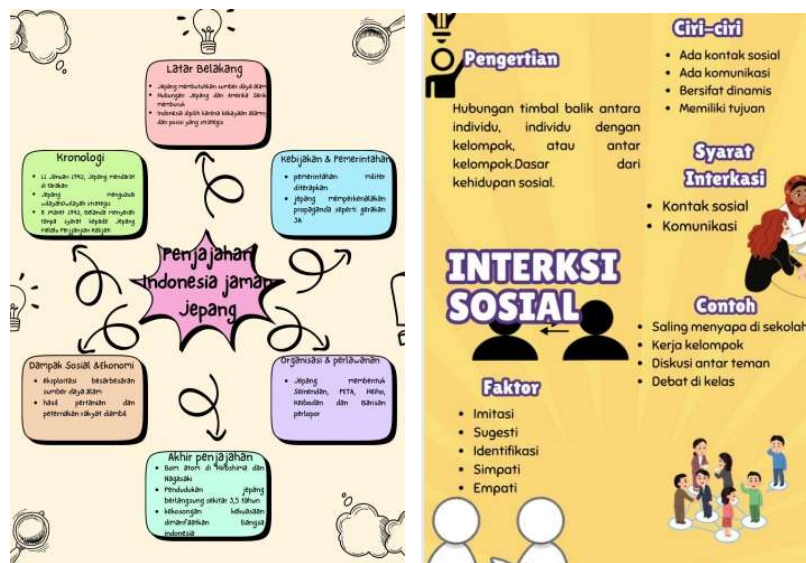 Latar Belakang
• Jepang membutuhkan sumber daya alam
• Hubungan Jepang dan Amerika Serikat
memburuk
• Indonesia dipilih karena kekayaan alamnya
dan posisi yang strategis
Kronologi
• 11 Januari 1942, Jepang mendarat
di tarakan
• Jepang menguasai
wilayah-wilayah strategis
• 8 Maret 1942, Belanda menyerah
tanpa syarat kepada Jepang
melalui Perjanjian Kalijati
Kebijakan & Pemerintahan
• pemerintahan militer
diterapkan
• jepang memperkenalkan
propaganda seperti gerakan
3A
Penjajahan
Indonesia jaman
jepang
Dampak Sosial &Ekonomi
• eksploitasi besarbesaran
sumber daya alam
• hasil pertanian dan
peternakan rakyat diambil
Organisasi & perlawanan
• Jepang membentuk
Seinendan, PETA, Heiho,
Keibodan dan Barisan
perlopor
Akhir penjajahan
• Bom atom di Hiroshima dan
Nagasaki
• Pendudukan jepang
berlangsung sekitar 3,5 tahun
• kekosongan kekuasaan
dimanfaatkan bangsa
indonesia
Pengertian
Hubungan timbal balik antara
individu, individu dengan
kelompok, atau antar
kelompok.Dasar dari
kehidupan sosial.
Ciri-ciri
• Ada kontak sosial
• Ada komunikasi
• Bersifat dinamis
• Memiliki tujuan
Syarat
Interkasi
• Kontak sosial
• Komunikasi
INTERKSI
SOSIAL
Contoh
• Saling menyapa di sekolah
• Kerja kelompok
• Diskusi antar teman
• Debat di kelas
Faktor
• Imitasi
• Sugesti
• Identifikasi
• Simpati
• Empati